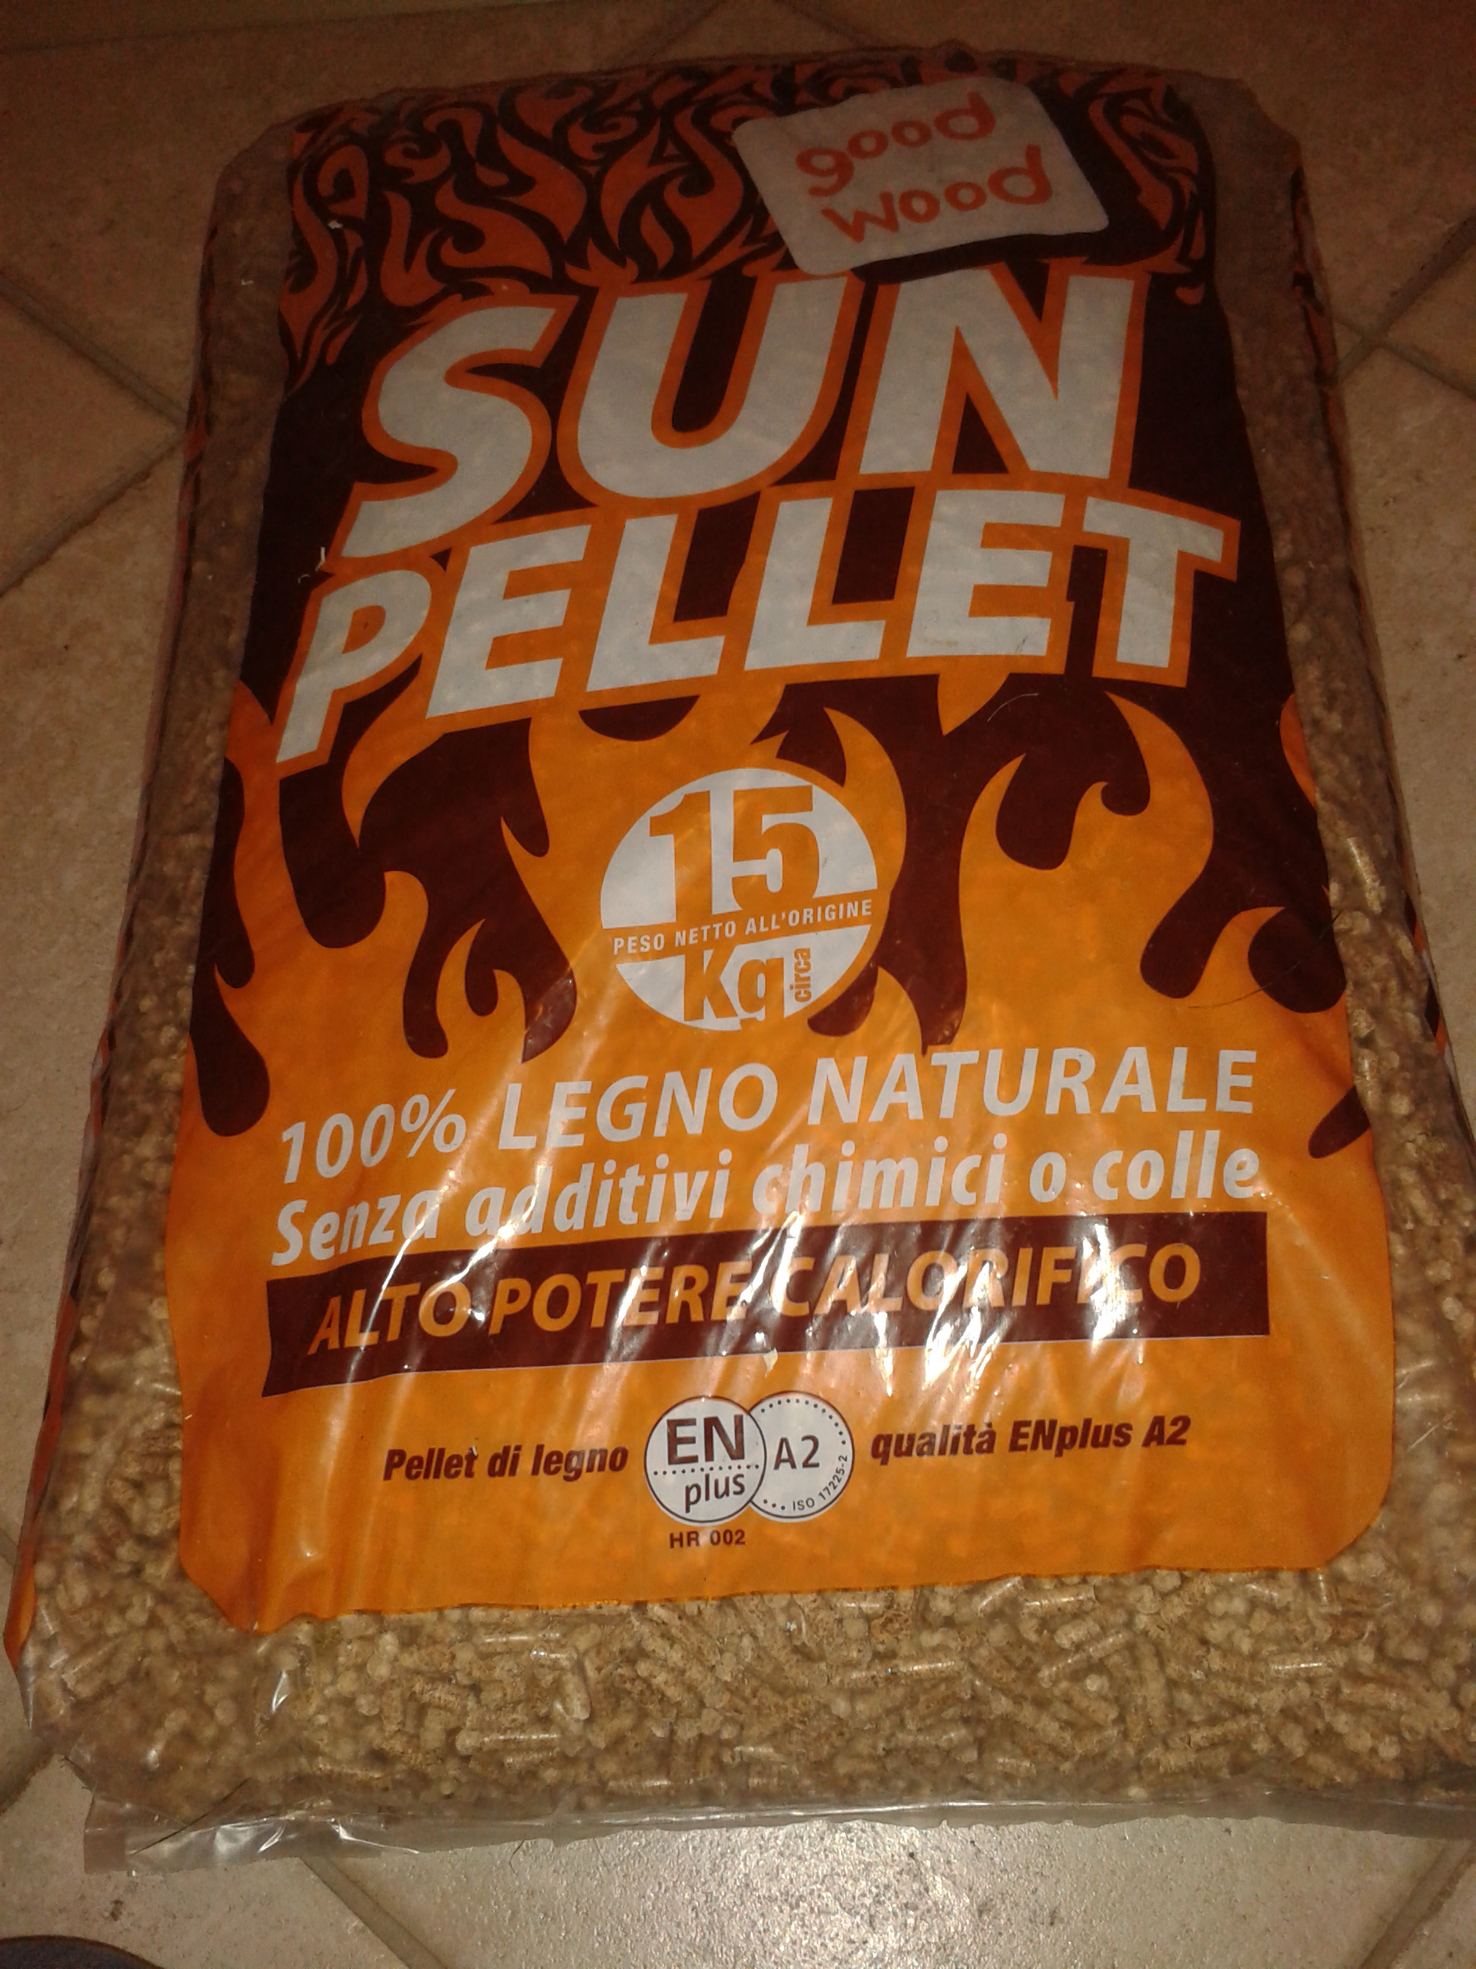 good
wood
SUN
PELLET
15
PESO NETTO ALL'ORIGINE
Kg circa
100% LEGNO NATURALE
Senza additivi chimici o colle
ALTO POTERE CALORIFICO
Pellet di legno EN plus A2 ISO 17225-2 qualità ENplus A2
HR 002